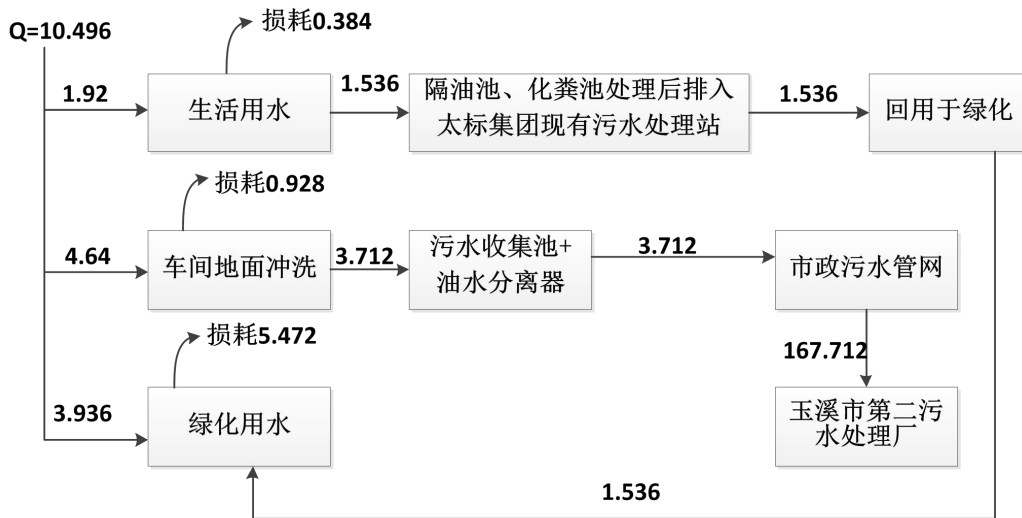 Q=10.496
损耗0.384
1.92
生活用水
1.536
隔油池、化粪池处理后排入
太标集团现有污水处理站
1.536
回用于绿化
损耗0.928
4.64
车间地面冲洗
3.712
污水收集池+
油水分离器
3.712
市政污水管网
损耗5.472
167.712
3.936
绿化用水
玉溪市第二污
水处理厂
1.536